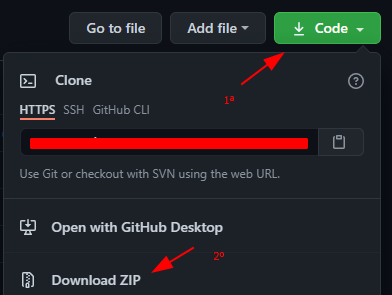 Go to file Add file Code
1ª
Clone
HTTPS SSH GitHub CLI
Use Git or checkout with SVN using the web URL.
Open with GitHub Desktop
2º
Download ZIP